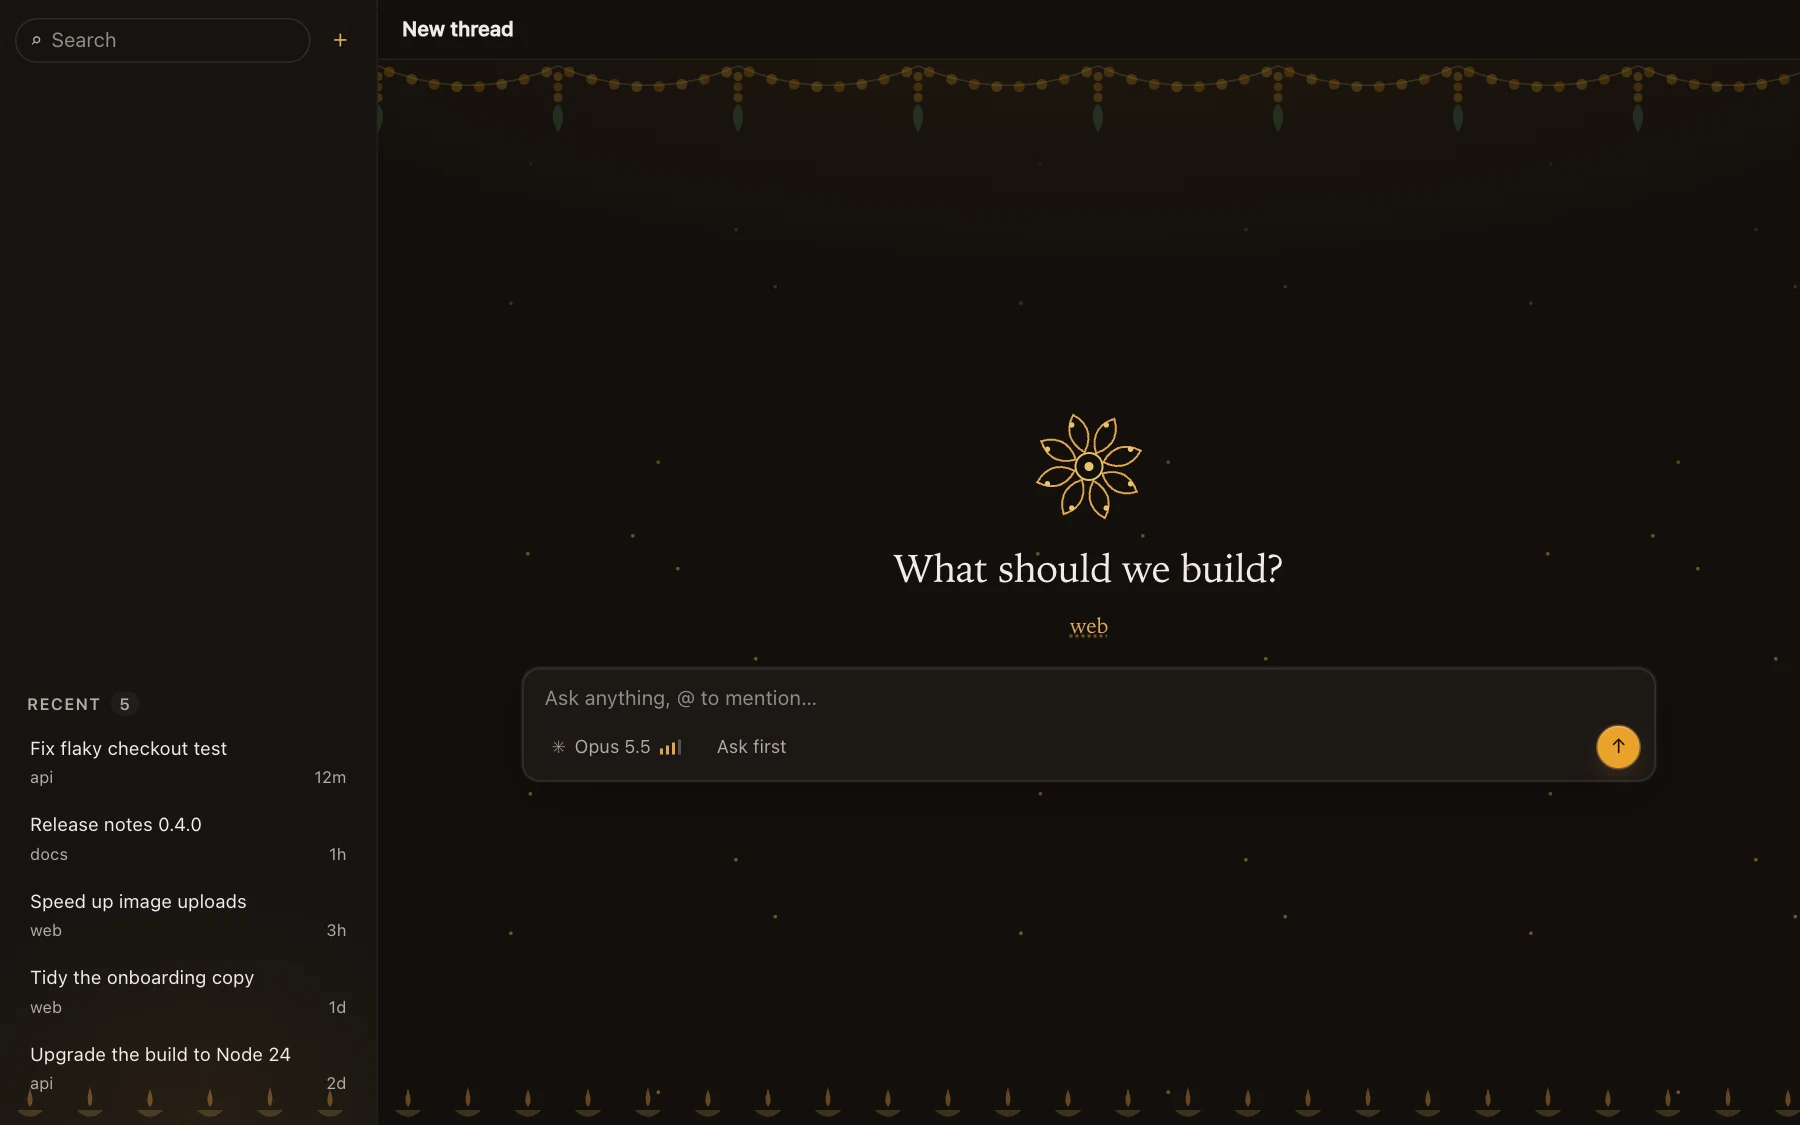 Search
+
New thread
What should we build?
web
Ask anything, @ to mention...
Opus 5.5
Ask first
RECENT 5
Fix flaky checkout test
api 12m
Release notes 0.4.0
docs 1h
Speed up image uploads
web 3h
Tidy the onboarding copy
web 1d
Upgrade the build to Node 24
api 2d